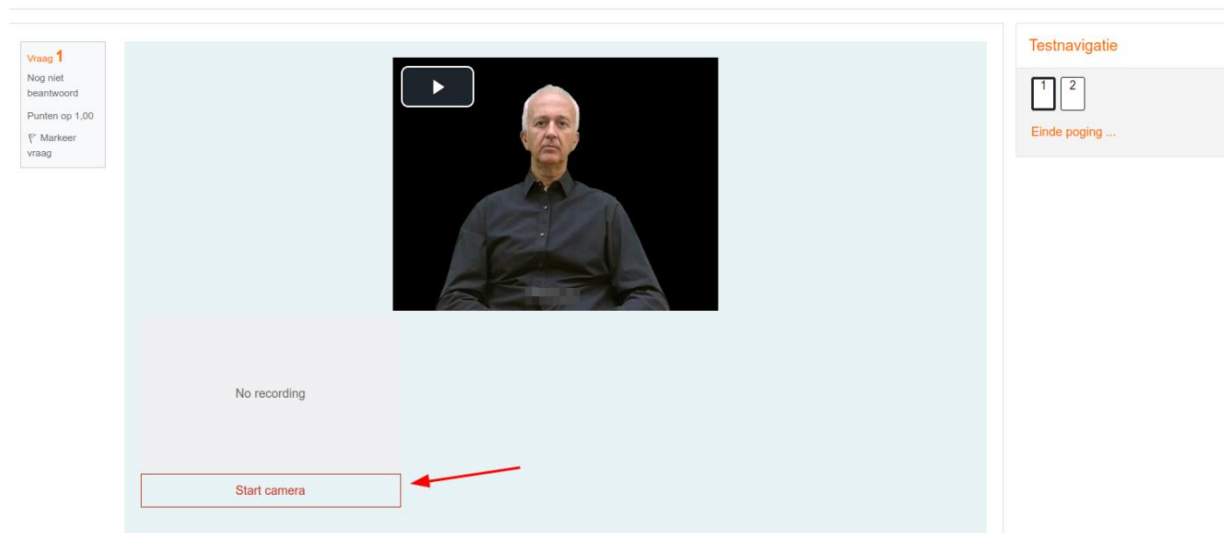 Vraag 1
Nog niet
beantwoord
Punten op 1,00
Markeer
vraag
No recording
Start camera
Testnavigatie
1 2
Einde poging ...